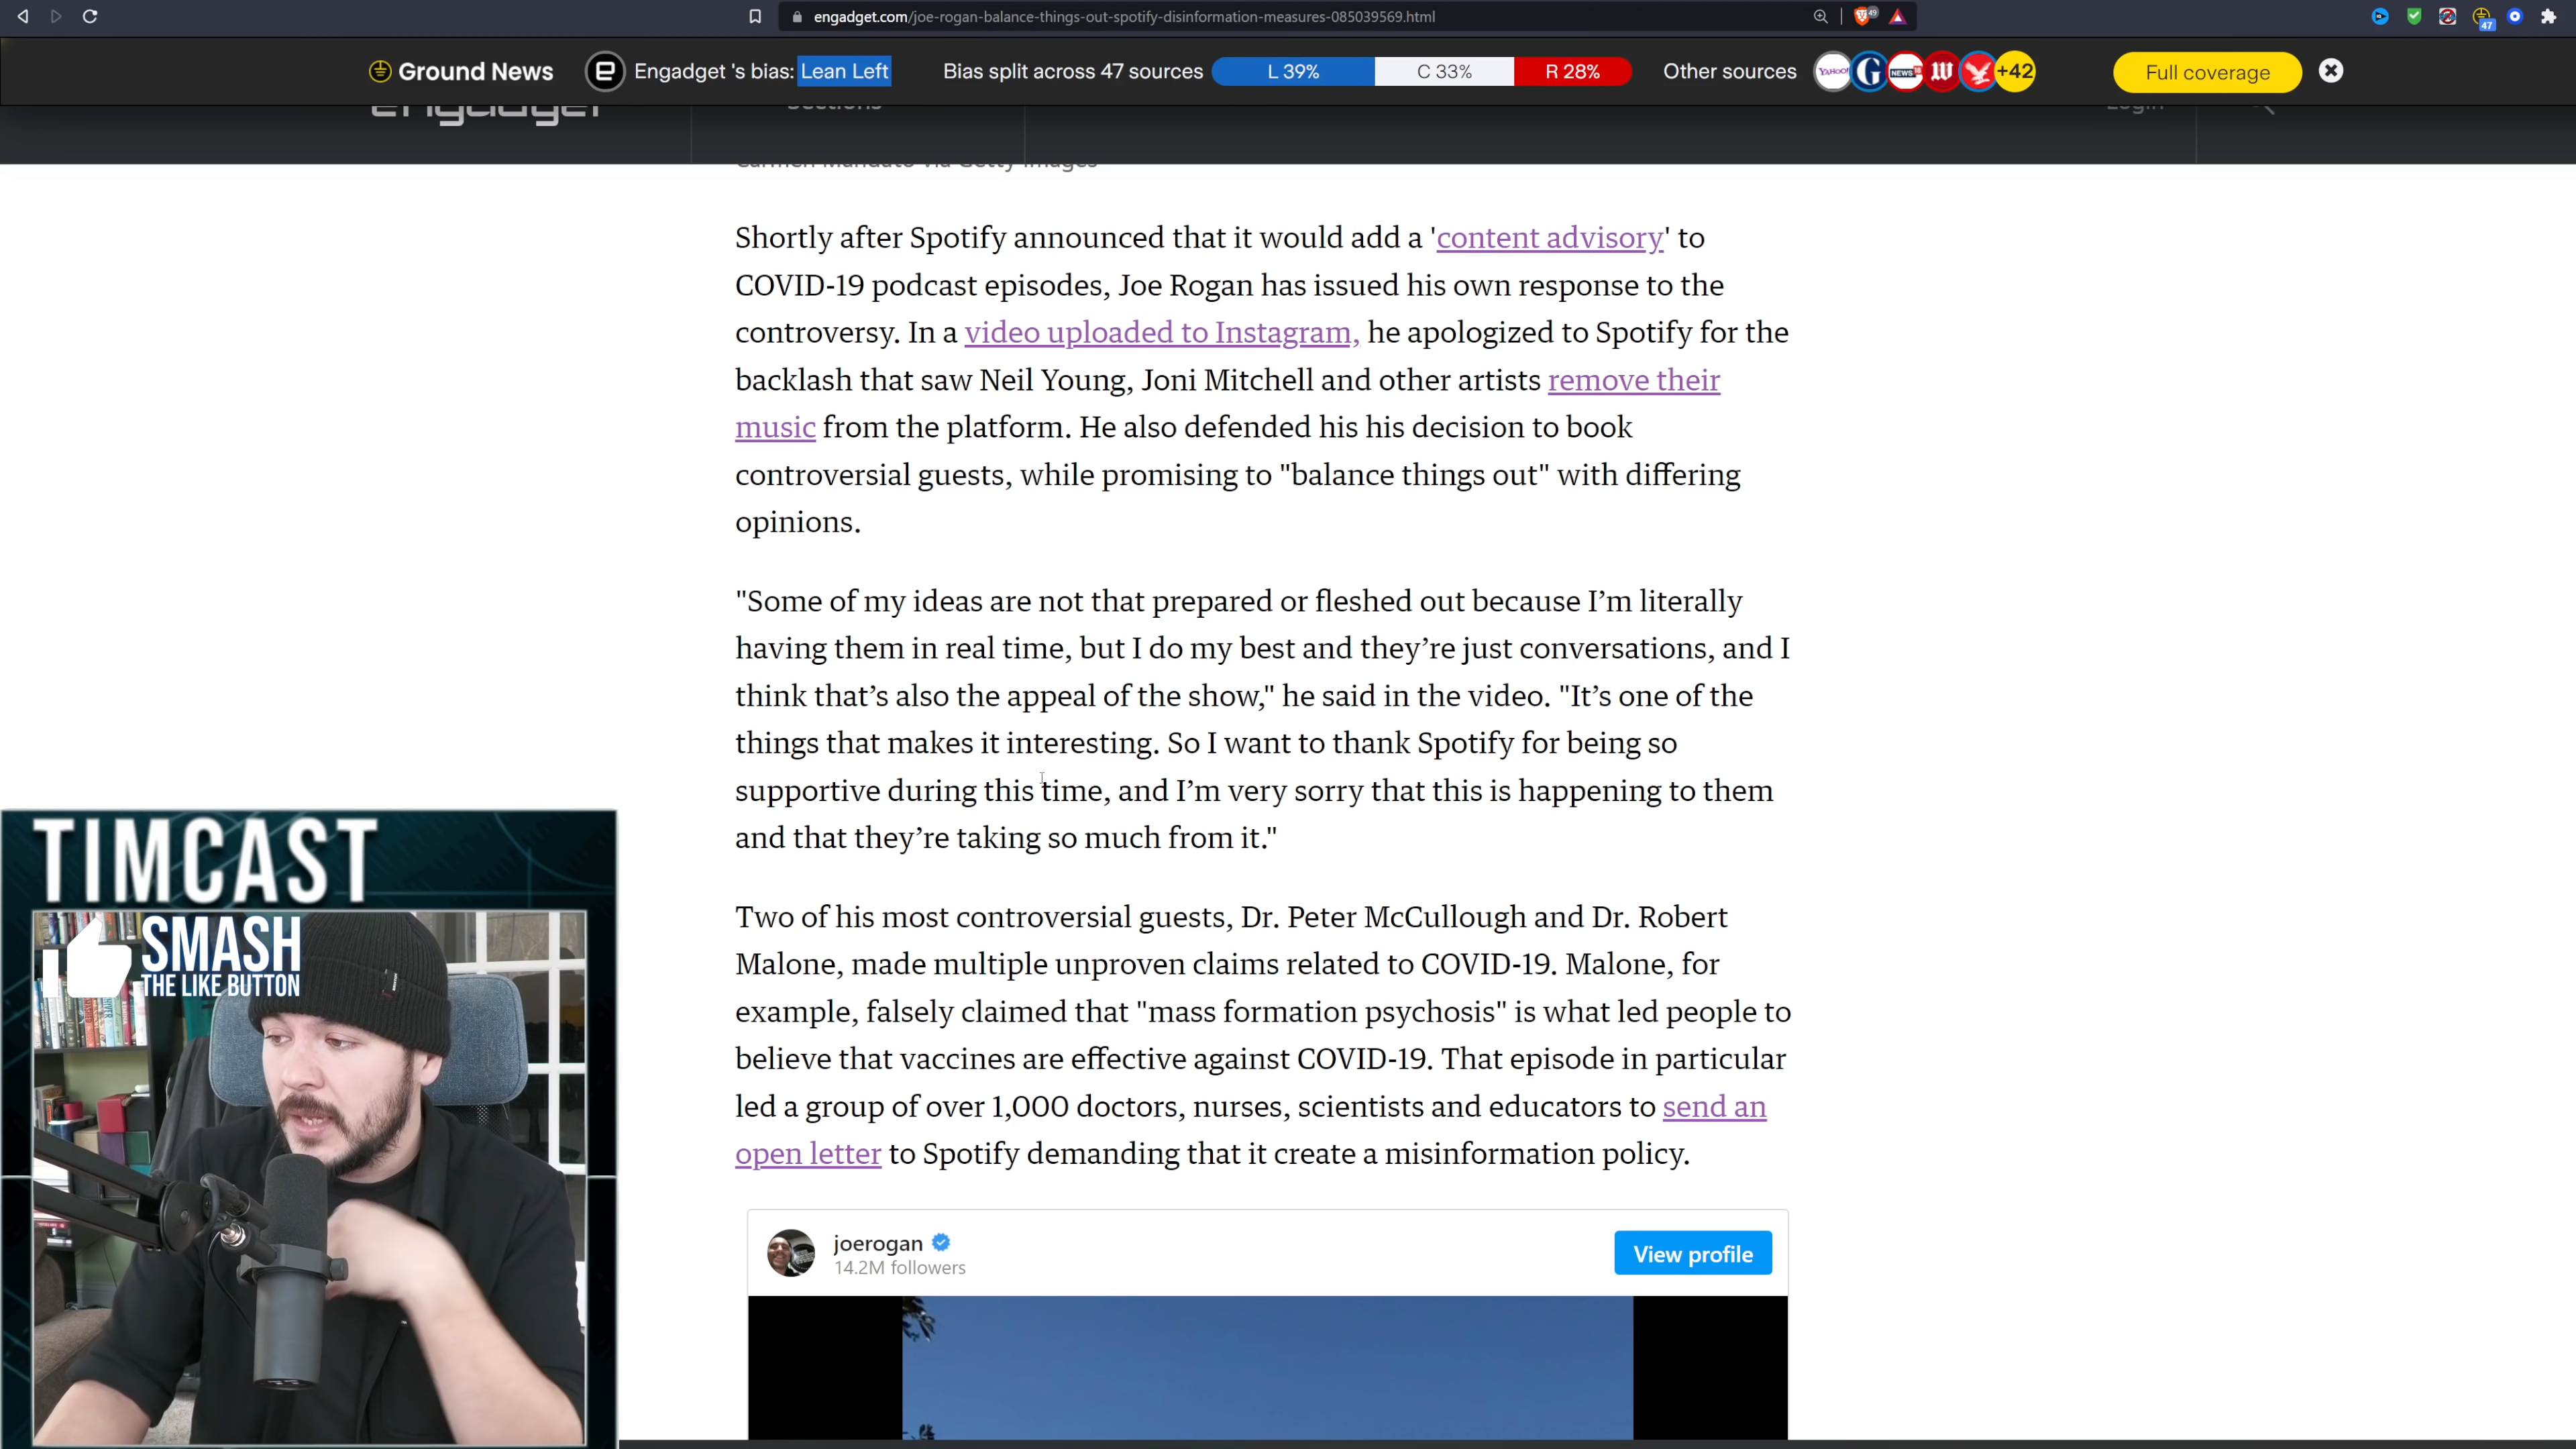 engadget.com/joe-rogan-balance-things-out-spotify-disinformation-measures-085039569.html
49
47
Ground News
Engadget 's bias: Lean Left
Bias split across 47 sources
L 39%
C 33%
R 28%
Other sources
YAHOO!
G
NEWS
W
+42
Full coverage
engadget
Sections
Login
Carmen Mandato via Getty Images
Shortly after Spotify announced that it would add a 'content advisory' to
COVID-19 podcast episodes, Joe Rogan has issued his own response to the
controversy. In a video uploaded to Instagram, he apologized to Spotify for the
backlash that saw Neil Young, Joni Mitchell and other artists remove their
music from the platform. He also defended his his decision to book
controversial guests, while promising to "balance things out" with differing
opinions.
"Some of my ideas are not that prepared or fleshed out because I’m literally
having them in real time, but I do my best and they’re just conversations, and I
think that’s also the appeal of the show," he said in the video. "It’s one of the
things that makes it interesting. So I want to thank Spotify for being so
supportive during this time, and I’m very sorry that this is happening to them
and that they’re taking so much from it."
Two of his most controversial guests, Dr. Peter McCullough and Dr. Robert
Malone, made multiple unproven claims related to COVID-19. Malone, for
example, falsely claimed that "mass formation psychosis" is what led people to
believe that vaccines are effective against COVID-19. That episode in particular
led a group of over 1,000 doctors, nurses, scientists and educators to send an
open letter to Spotify demanding that it create a misinformation policy.
joerogan
14.2M followers
View profile
TIMCAST
SMASH
THE LIKE BUTTON